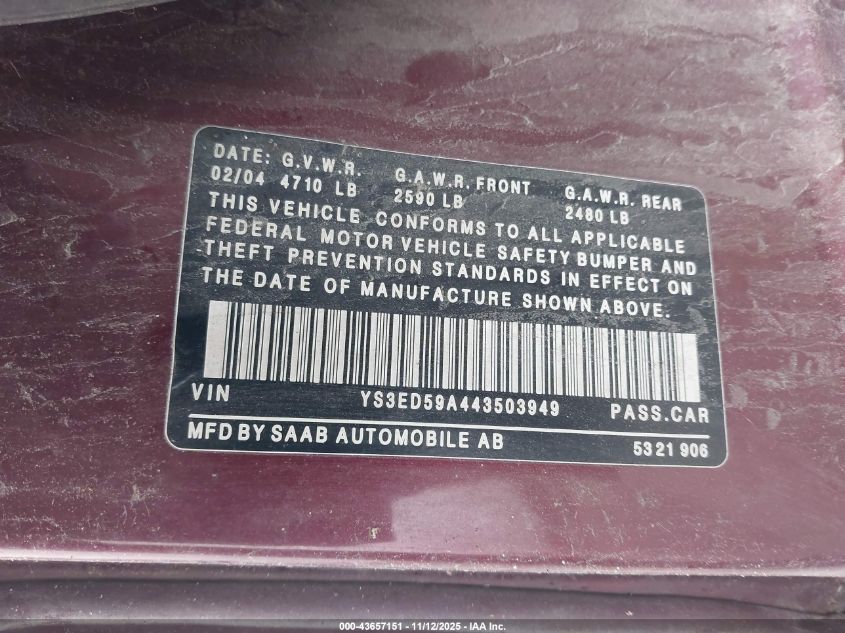 DATE: G.V.W.R. G.A.W.R. FRONT G.A.W.R. REAR
02/04 4710 LB 2590 LB 2480 LB
THIS VEHICLE CONFORMS TO ALL APPLICABLE
FEDERAL MOTOR VEHICLE SAFETY BUMPER AND
THEFT PREVENTION STANDARDS IN EFFECT ON
THE DATE OF MANUFACTURE SHOWN ABOVE.
VIN YS3ED59A443503949 PASS.CAR
MFD BY SAAB AUTOMOBILE AB 5321 906
000-43657151 | 11/12/2025 - IAA Inc.